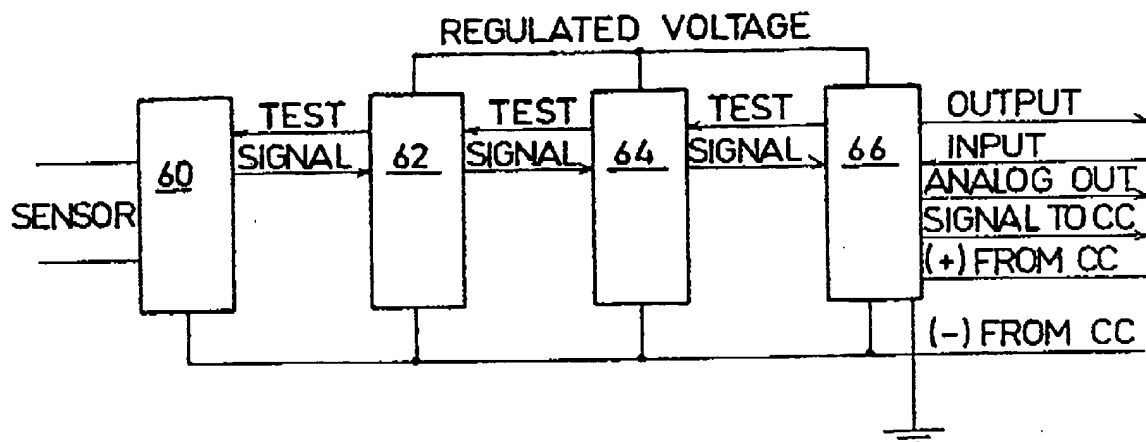 REGULATED VOLTAGE
TEST
TEST
TEST
OUTPUT
SIGNAL
SIGNAL
SIGNAL
INPUT
60
62
64
66
ANALOG OUT
SENSOR
SIGNAL TO CC
(+) FROM CC
(-) FROM CC